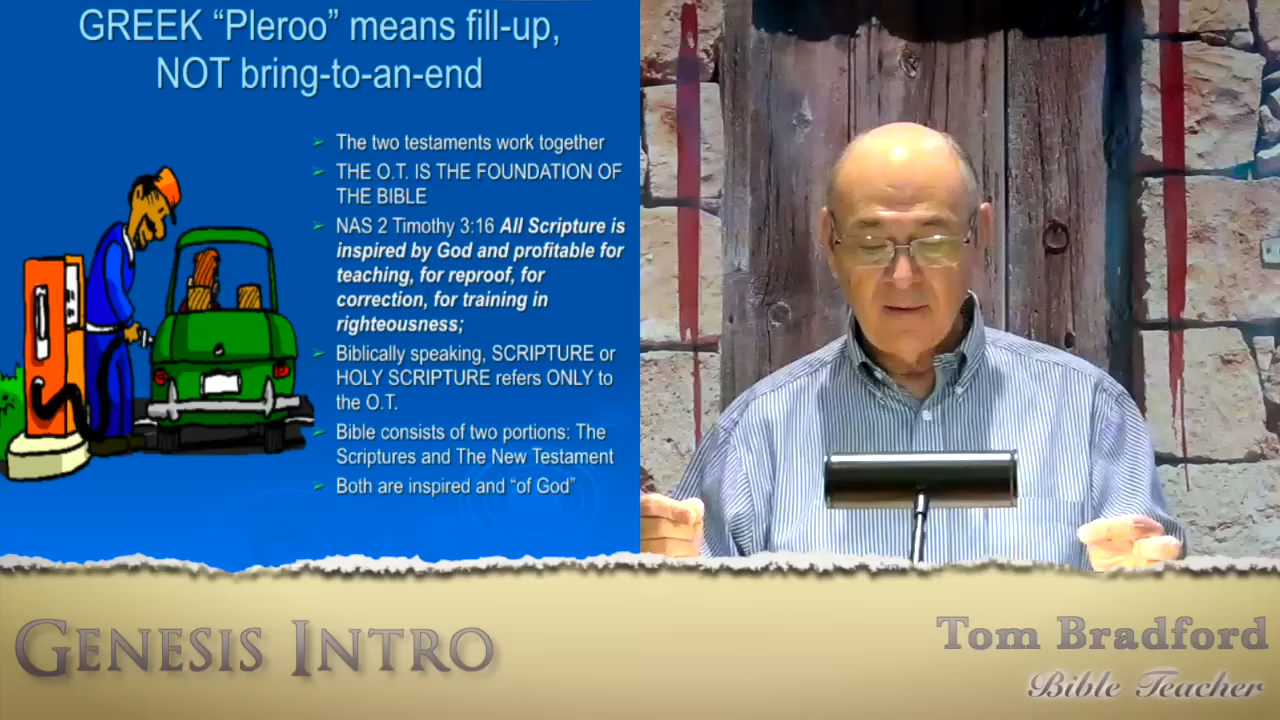 GREEK “Pleroo” means fill-up,
NOT bring-to-an-end
The two testaments work together
THE O.T. IS THE FOUNDATION OF
THE BIBLE
NAS 2 Timothy 3:16 All Scripture is
inspired by God and profitable for
teaching, for reproof, for
correction, for training in
righteousness;
Biblically speaking, SCRIPTURE or
HOLY SCRIPTURE refers ONLY to
the O.T.
Bible consists of two portions: The
Scriptures and The New Testament
Both are inspired and “of God”
Genesis Intro
Tom Bradford
Bible Teacher